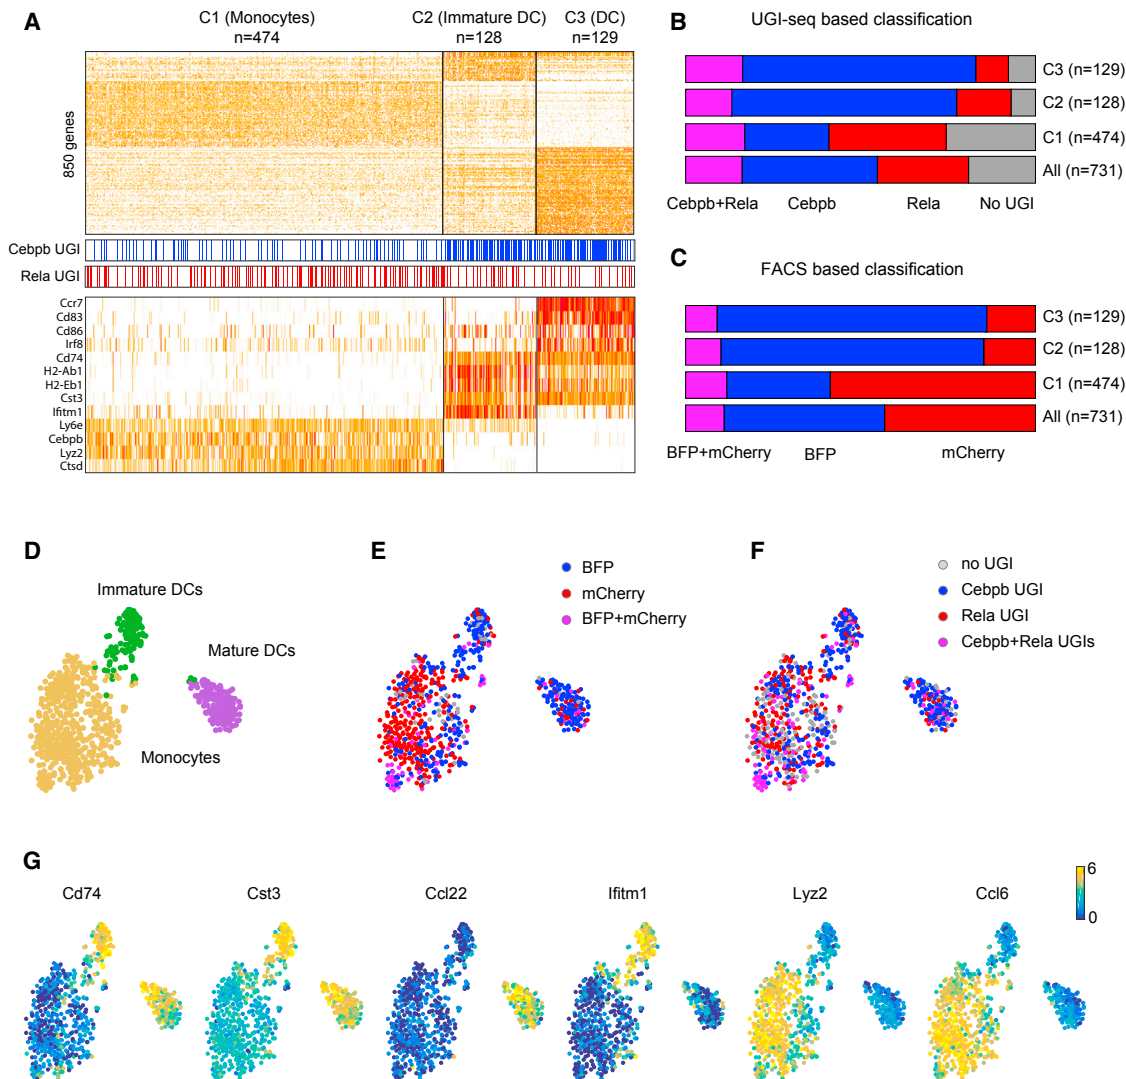 A
C1 (Monocytes)
n=474
C2 (Immature DC)
n=128
C3 (DC)
n=129
850 genes
Cebpb UGI
Rela UGI
Ccr7
Cd83
Cd86
Irf8
Cd74
H2-Ab1
H2-Eb1
Cst3
Ifitm1
Ly6e
Cebpb
Lyz2
Ctsd
B
UGI-seq based classification
C3 (n=129)
C2 (n=128)
C1 (n=474)
All (n=731)
Cebpb+Rela Cebpb Rela No UGI
C
FACS based classification
C3 (n=129)
C2 (n=128)
C1 (n=474)
All (n=731)
BFP+mCherry BFP mCherry
D
Immature DCs
Mature DCs
Monocytes
E
BFP
mCherry
BFP+mCherry
F
no UGI
Cebpb UGI
Rela UGI
Cebpb+Rela UGIs
G
Cd74 Cst3 Ccl22 Ifitm1 Lyz2 Ccl6
6
0